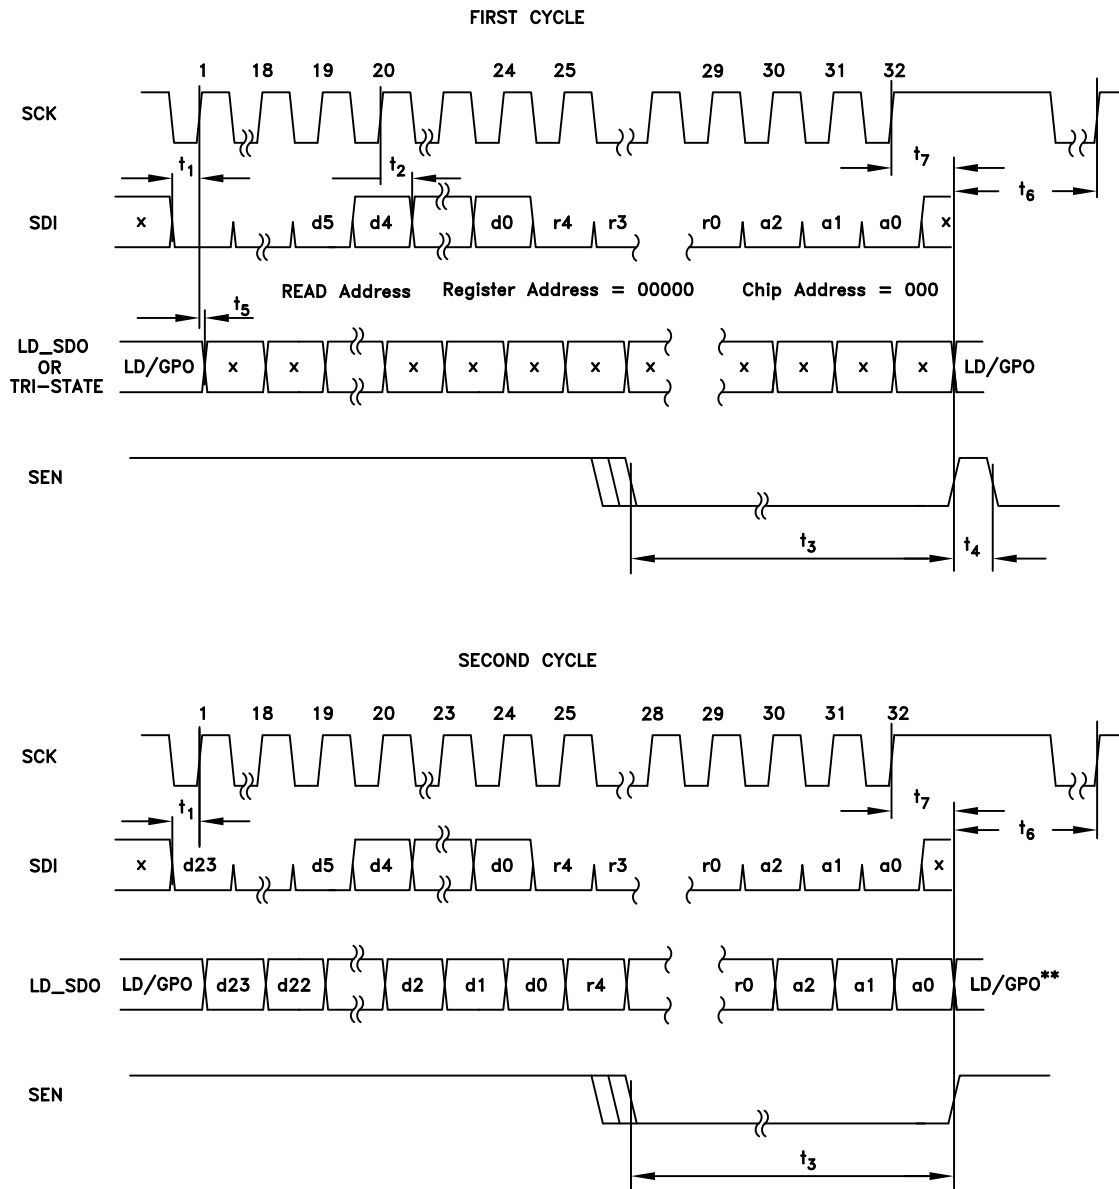 FIRST CYCLE
1 18 19 20 24 25 29 30 31 32
SCK
t1 t2 t7 t6
SDI x d5 d4 d0 r4 r3 r0 a2 a1 a0 x
READ Address Register Address = 00000 Chip Address = 000
t5
LD_SDO
OR
TRI-STATE
LD/GPO x x x x x x x x x x x LD/GPO
SEN
t3 t4
SECOND CYCLE
1 18 19 20 23 24 25 28 29 30 31 32
SCK
t1 t7 t6
SDI x d23 d5 d4 d0 r4 r3 r0 a2 a1 a0 x
LD_SDO LD/GPO d23 d22 d2 d1 d0 r4 r0 a2 a1 a0 LD/GPO**
SEN
t3